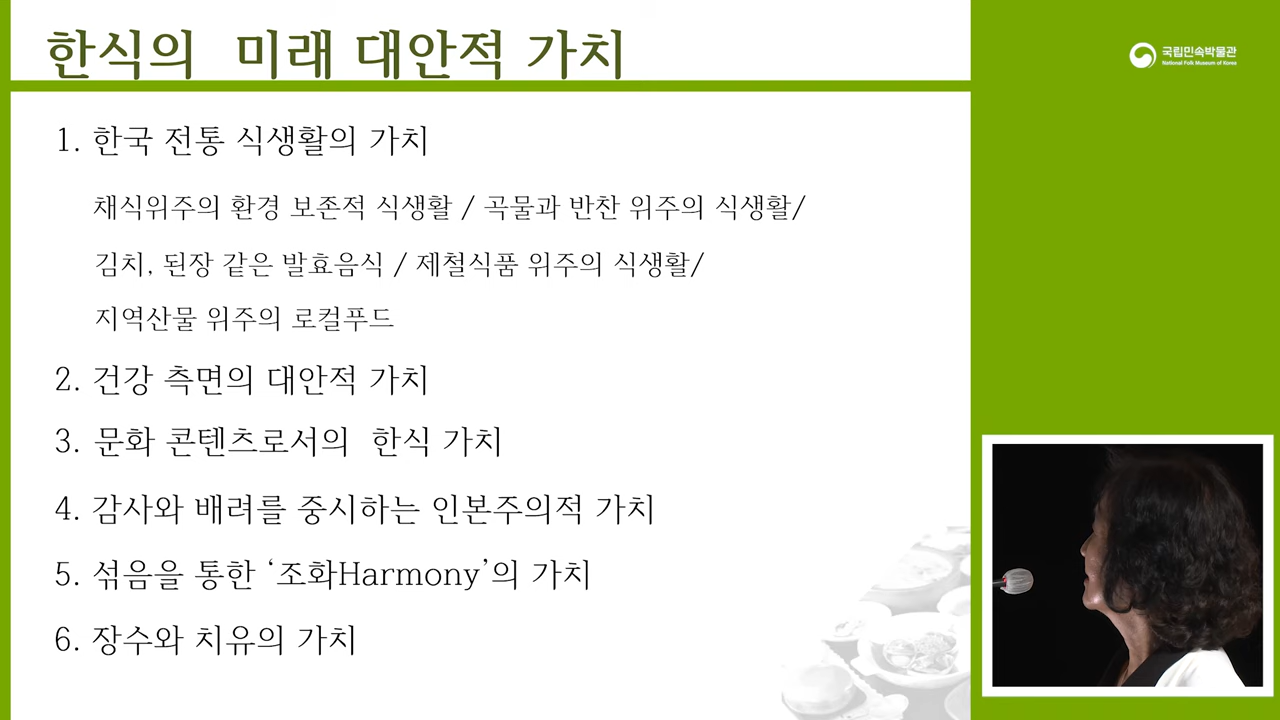 한식의 미래 대안적 가치
국립민속박물관
National Folk Museum of Korea
1. 한국 전통 식생활의 가치
채식위주의 환경 보존적 식생활 / 곡물과 반찬 위주의 식생활/
김치, 된장 같은 발효음식 / 제철식품 위주의 식생활/
지역산물 위주의 로컬푸드
2. 건강 측면의 대안적 가치
3. 문화 콘텐츠로서의 한식 가치
4. 감사와 배려를 중시하는 인본주의적 가치
5. 섞음을 통한 ‘조화Harmony’의 가치
6. 장수와 치유의 가치